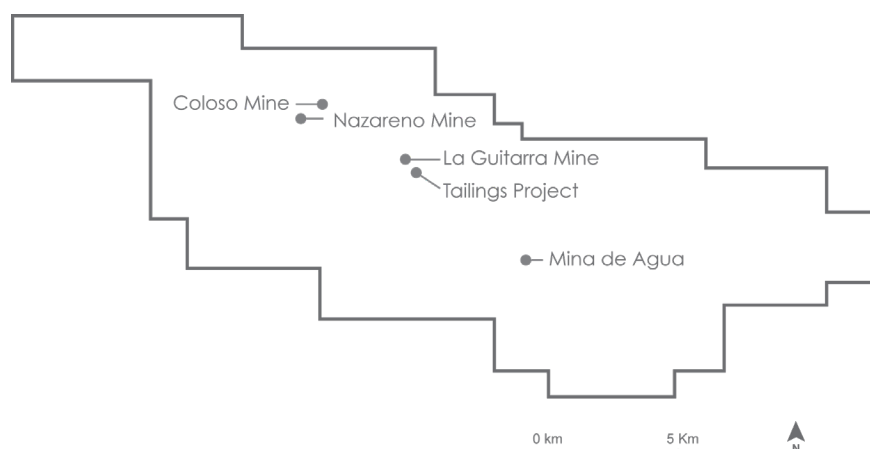 Coloso Mine
Nazareno Mine
La Guitarra Mine
Tailings Project
Mina de Agua
0 km 5 Km
N